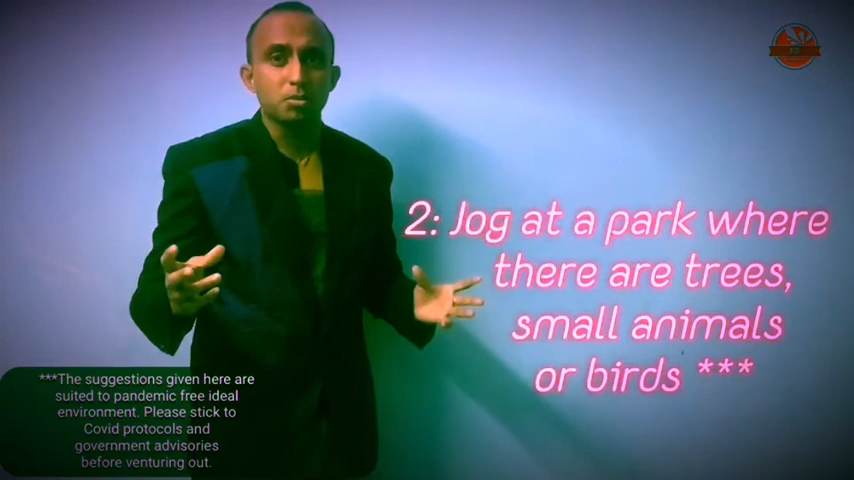 2: Jog at a park where
there are trees,
small animals
or birds ***
***The suggestions given here are
suited to pandemic free ideal
environment. Please stick to
Covid protocols and
government advisories
before venturing out.